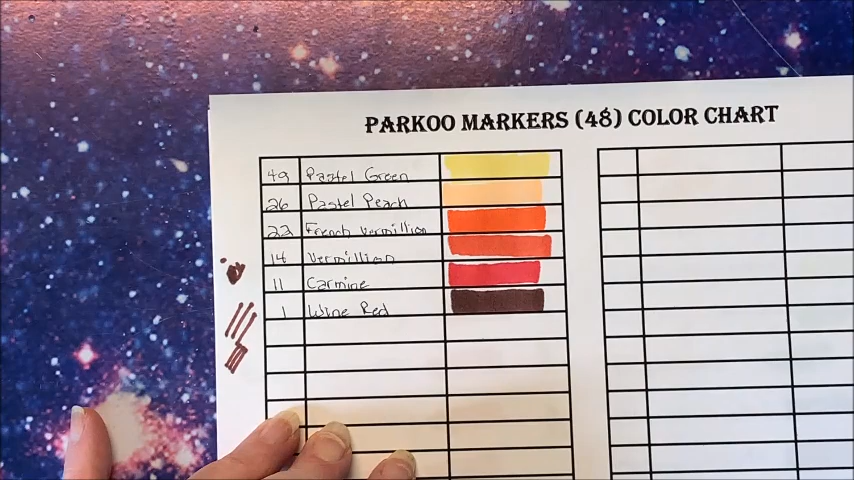 PARKOO MARKERS (48) COLOR CHART
49 Pastel Green
26 Pastel Peach
22 French Vermillion
14 Vermillion
11 Carmine
1 Wine Red